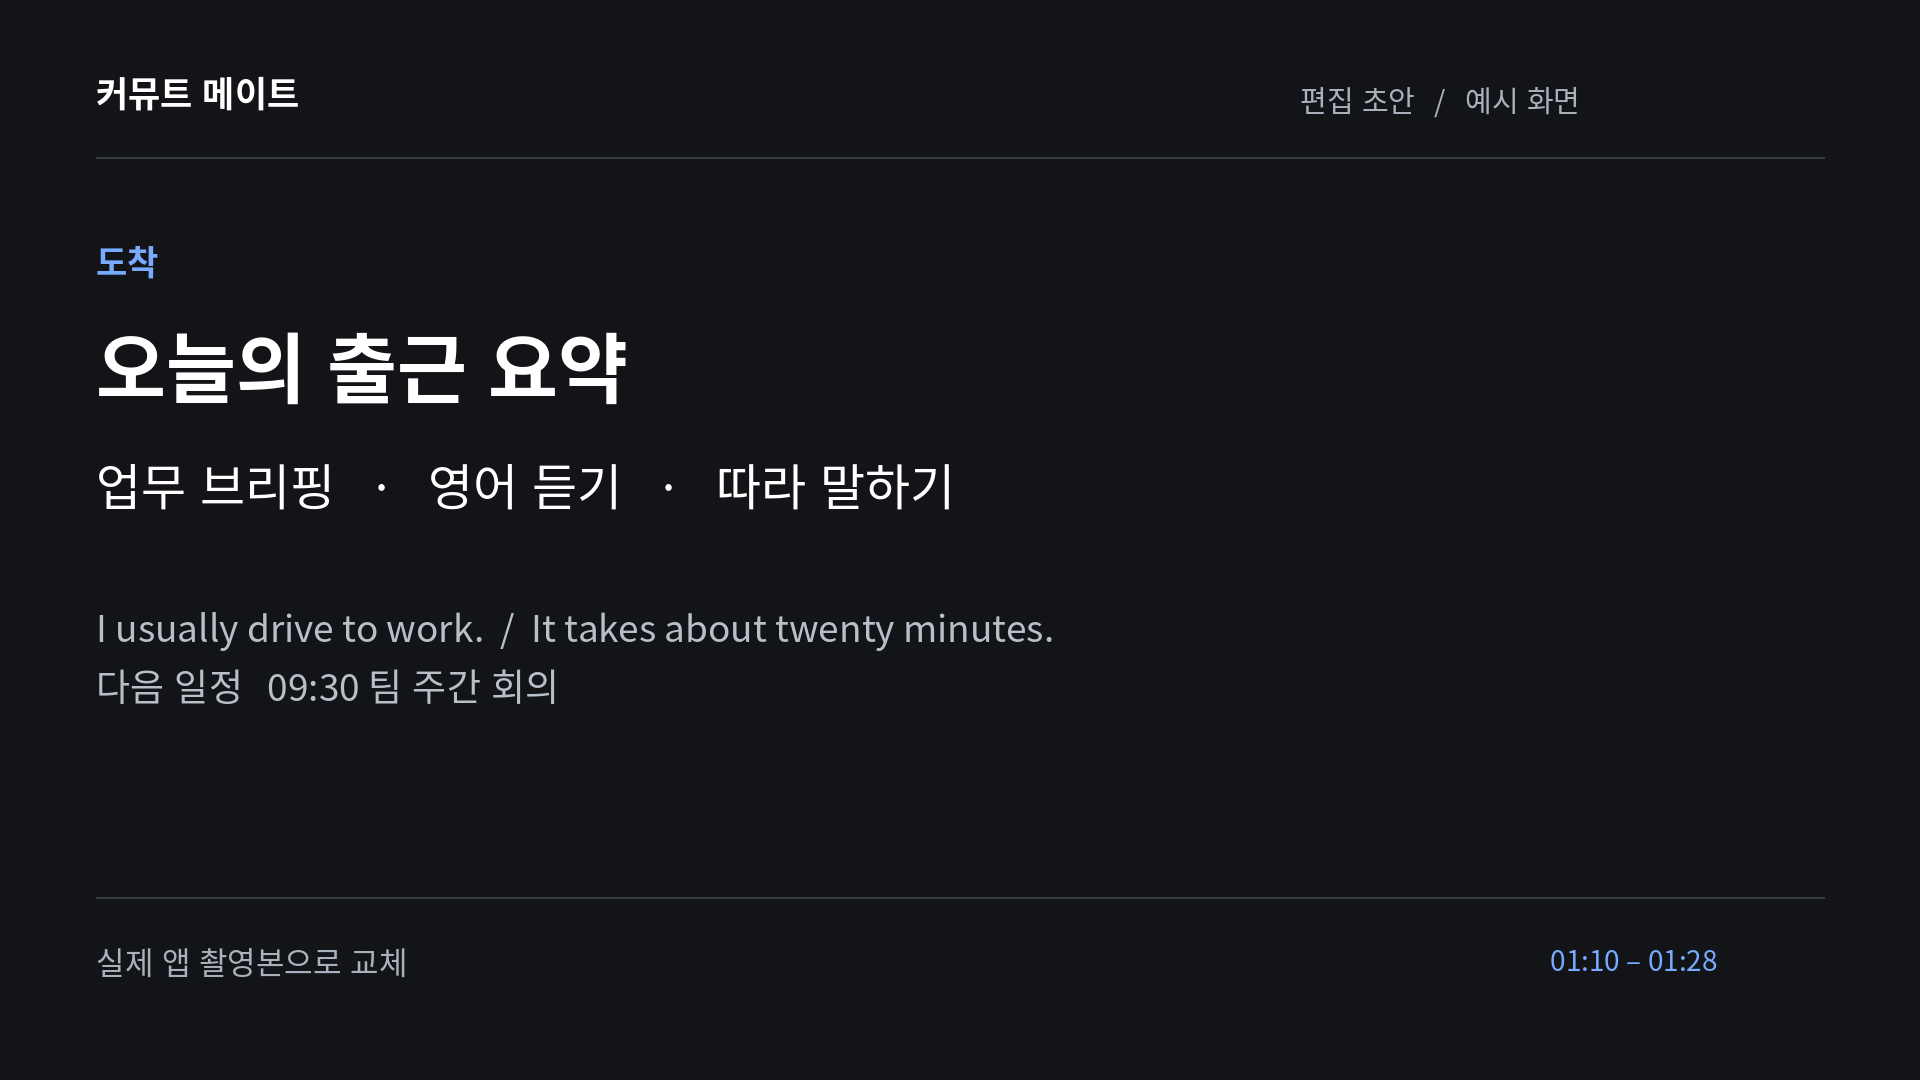 커뮤트 메이트
편집 초안 / 예시 화면
도착
오늘의 출근 요약
업무 브리핑 · 영어 듣기 · 따라 말하기
I usually drive to work. / It takes about twenty minutes.
다음 일정 09:30 팀 주간 회의
실제 앱 촬영본으로 교체
01:10 – 01:28